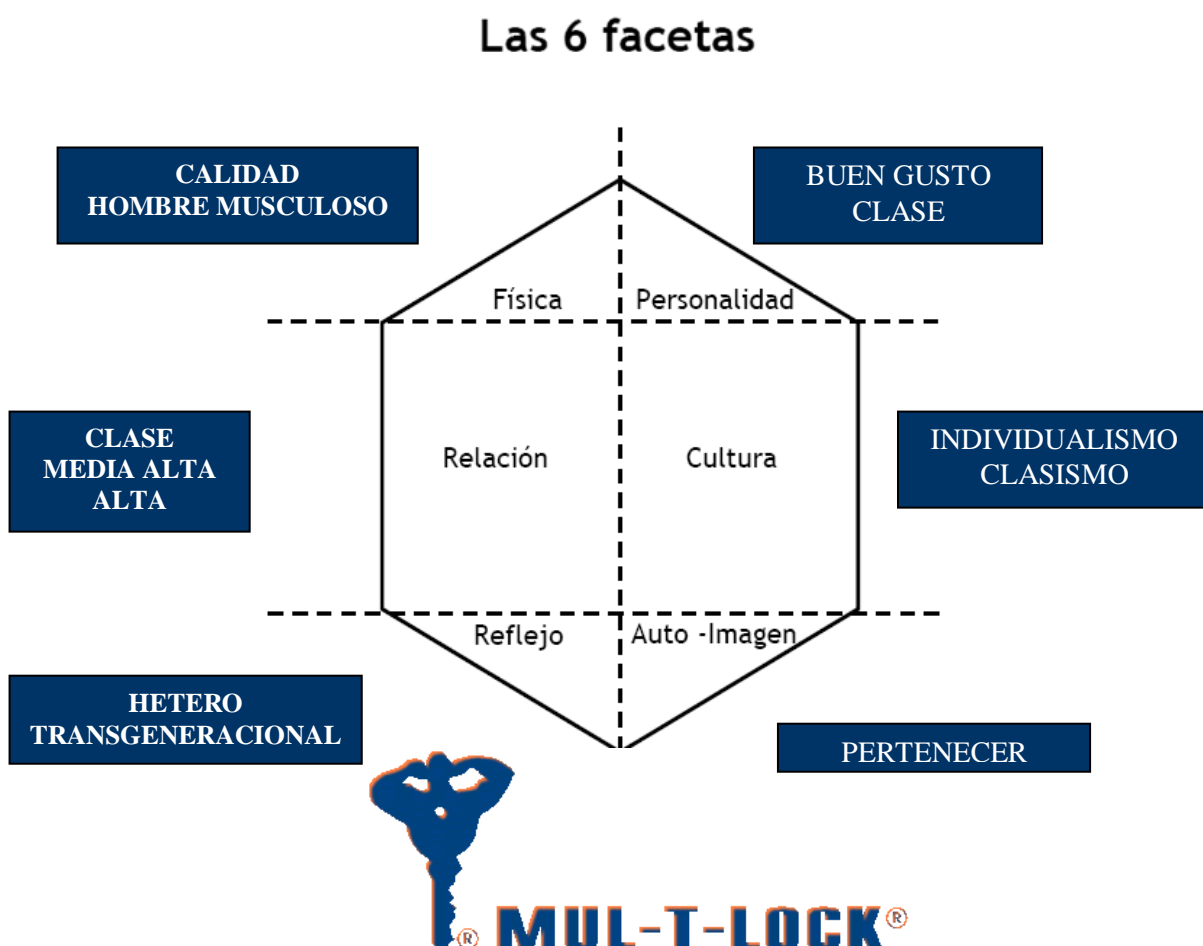 Las 6 facetas
CALIDAD
HOMBRE MUSCULOSO
BUEN GUSTO
CLASE
Física
Personalidad
CLASE
MEDIA ALTA
ALTA
Relación
Cultura
INDIVIDUALISMO
CLASISMO
Reflejo
Auto -Imagen
HETERO
TRANSGENERACIONAL
PERTENECER
® MUL-T-LOCK®